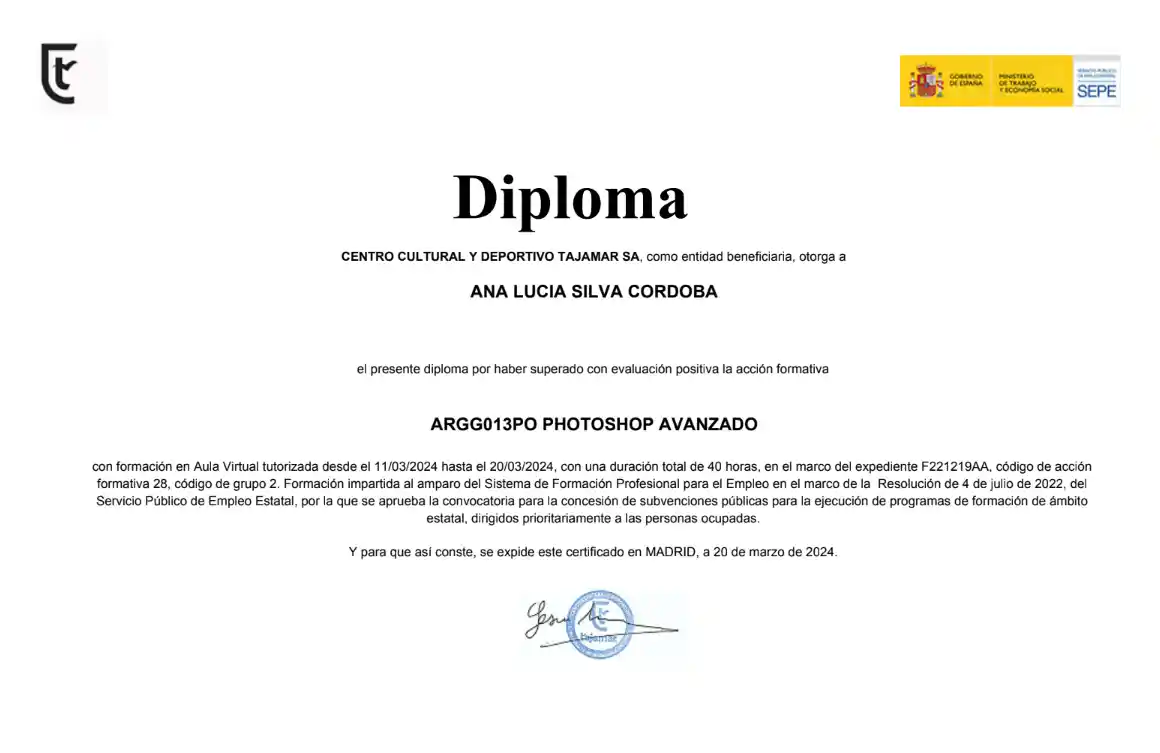 GOBIERNO
DE ESPAÑA
MINISTERIO
DE TRABAJO
Y ECONOMÍA SOCIAL
SERVICIO PÚBLICO
DE EMPLEO ESTATAL
SEPE
Diploma
CENTRO CULTURAL Y DEPORTIVO TAJAMAR SA, como entidad beneficiaria, otorga a
ANA LUCIA SILVA CORDOBA
el presente diploma por haber superado con evaluación positiva la acción formativa
ARGG013PO PHOTOSHOP AVANZADO
con formación en Aula Virtual tutorizada desde el 11/03/2024 hasta el 20/03/2024, con una duración total de 40 horas, en el marco del expediente F221219AA, código de acción
formativa 28, código de grupo 2. Formación impartida al amparo del Sistema de Formación Profesional para el Empleo en el marco de la Resolución de 4 de julio de 2022, del
Servicio Público de Empleo Estatal, por la que se aprueba la convocatoria para la concesión de subvenciones públicas para la ejecución de programas de formación de ámbito
estatal, dirigidos prioritariamente a las personas ocupadas.
Y para que así conste, se expide este certificado en MADRID, a 20 de marzo de 2024.
tajamar